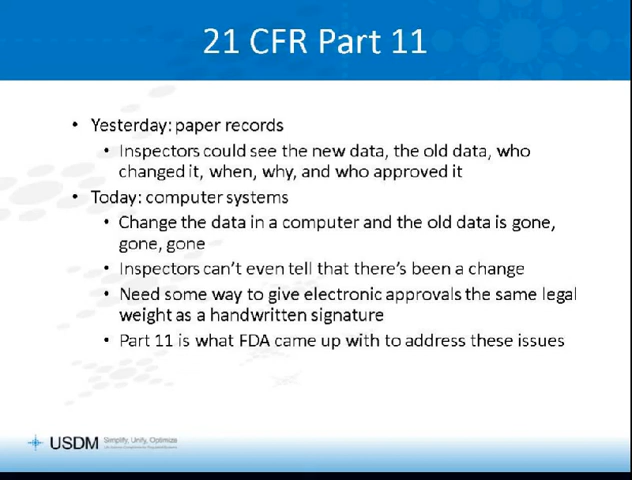 21 CFR Part 11
• Yesterday: paper records
• Inspectors could see the new data, the old data, who
changed it, when, why, and who approved it
• Today: computer systems
• Change the data in a computer and the old data is gone,
gone, gone
• Inspectors can't even tell that there's been a change
• Need some way to give electronic approvals the same legal
weight as a handwritten signature
• Part 11 is what FDA came up with to address these issues
USDM Simplify, Unify, Optimize